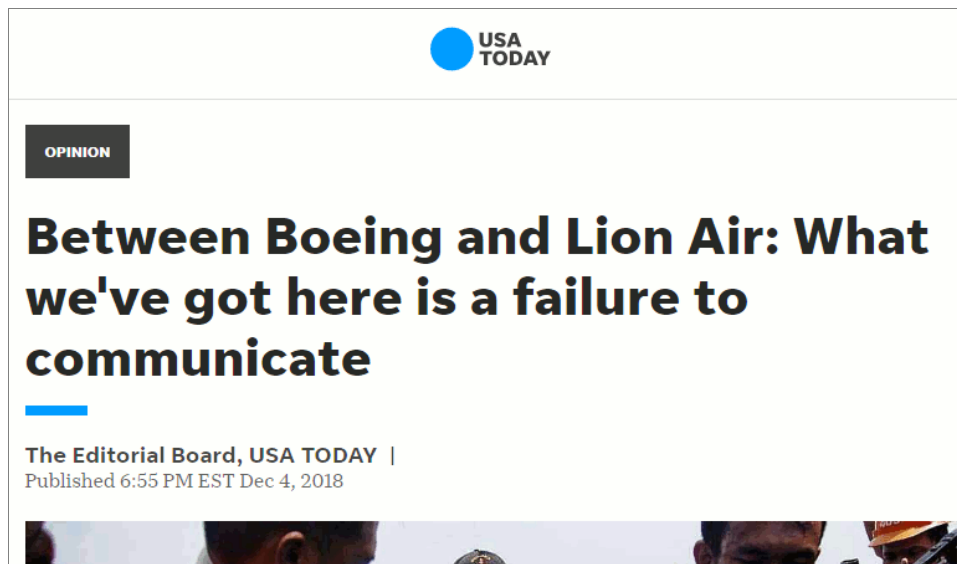 USA
TODAY
OPINION
Between Boeing and Lion Air: What
we've got here is a failure to
communicate
The Editorial Board, USA TODAY |
Published 6:55 PM EST Dec 4, 2018